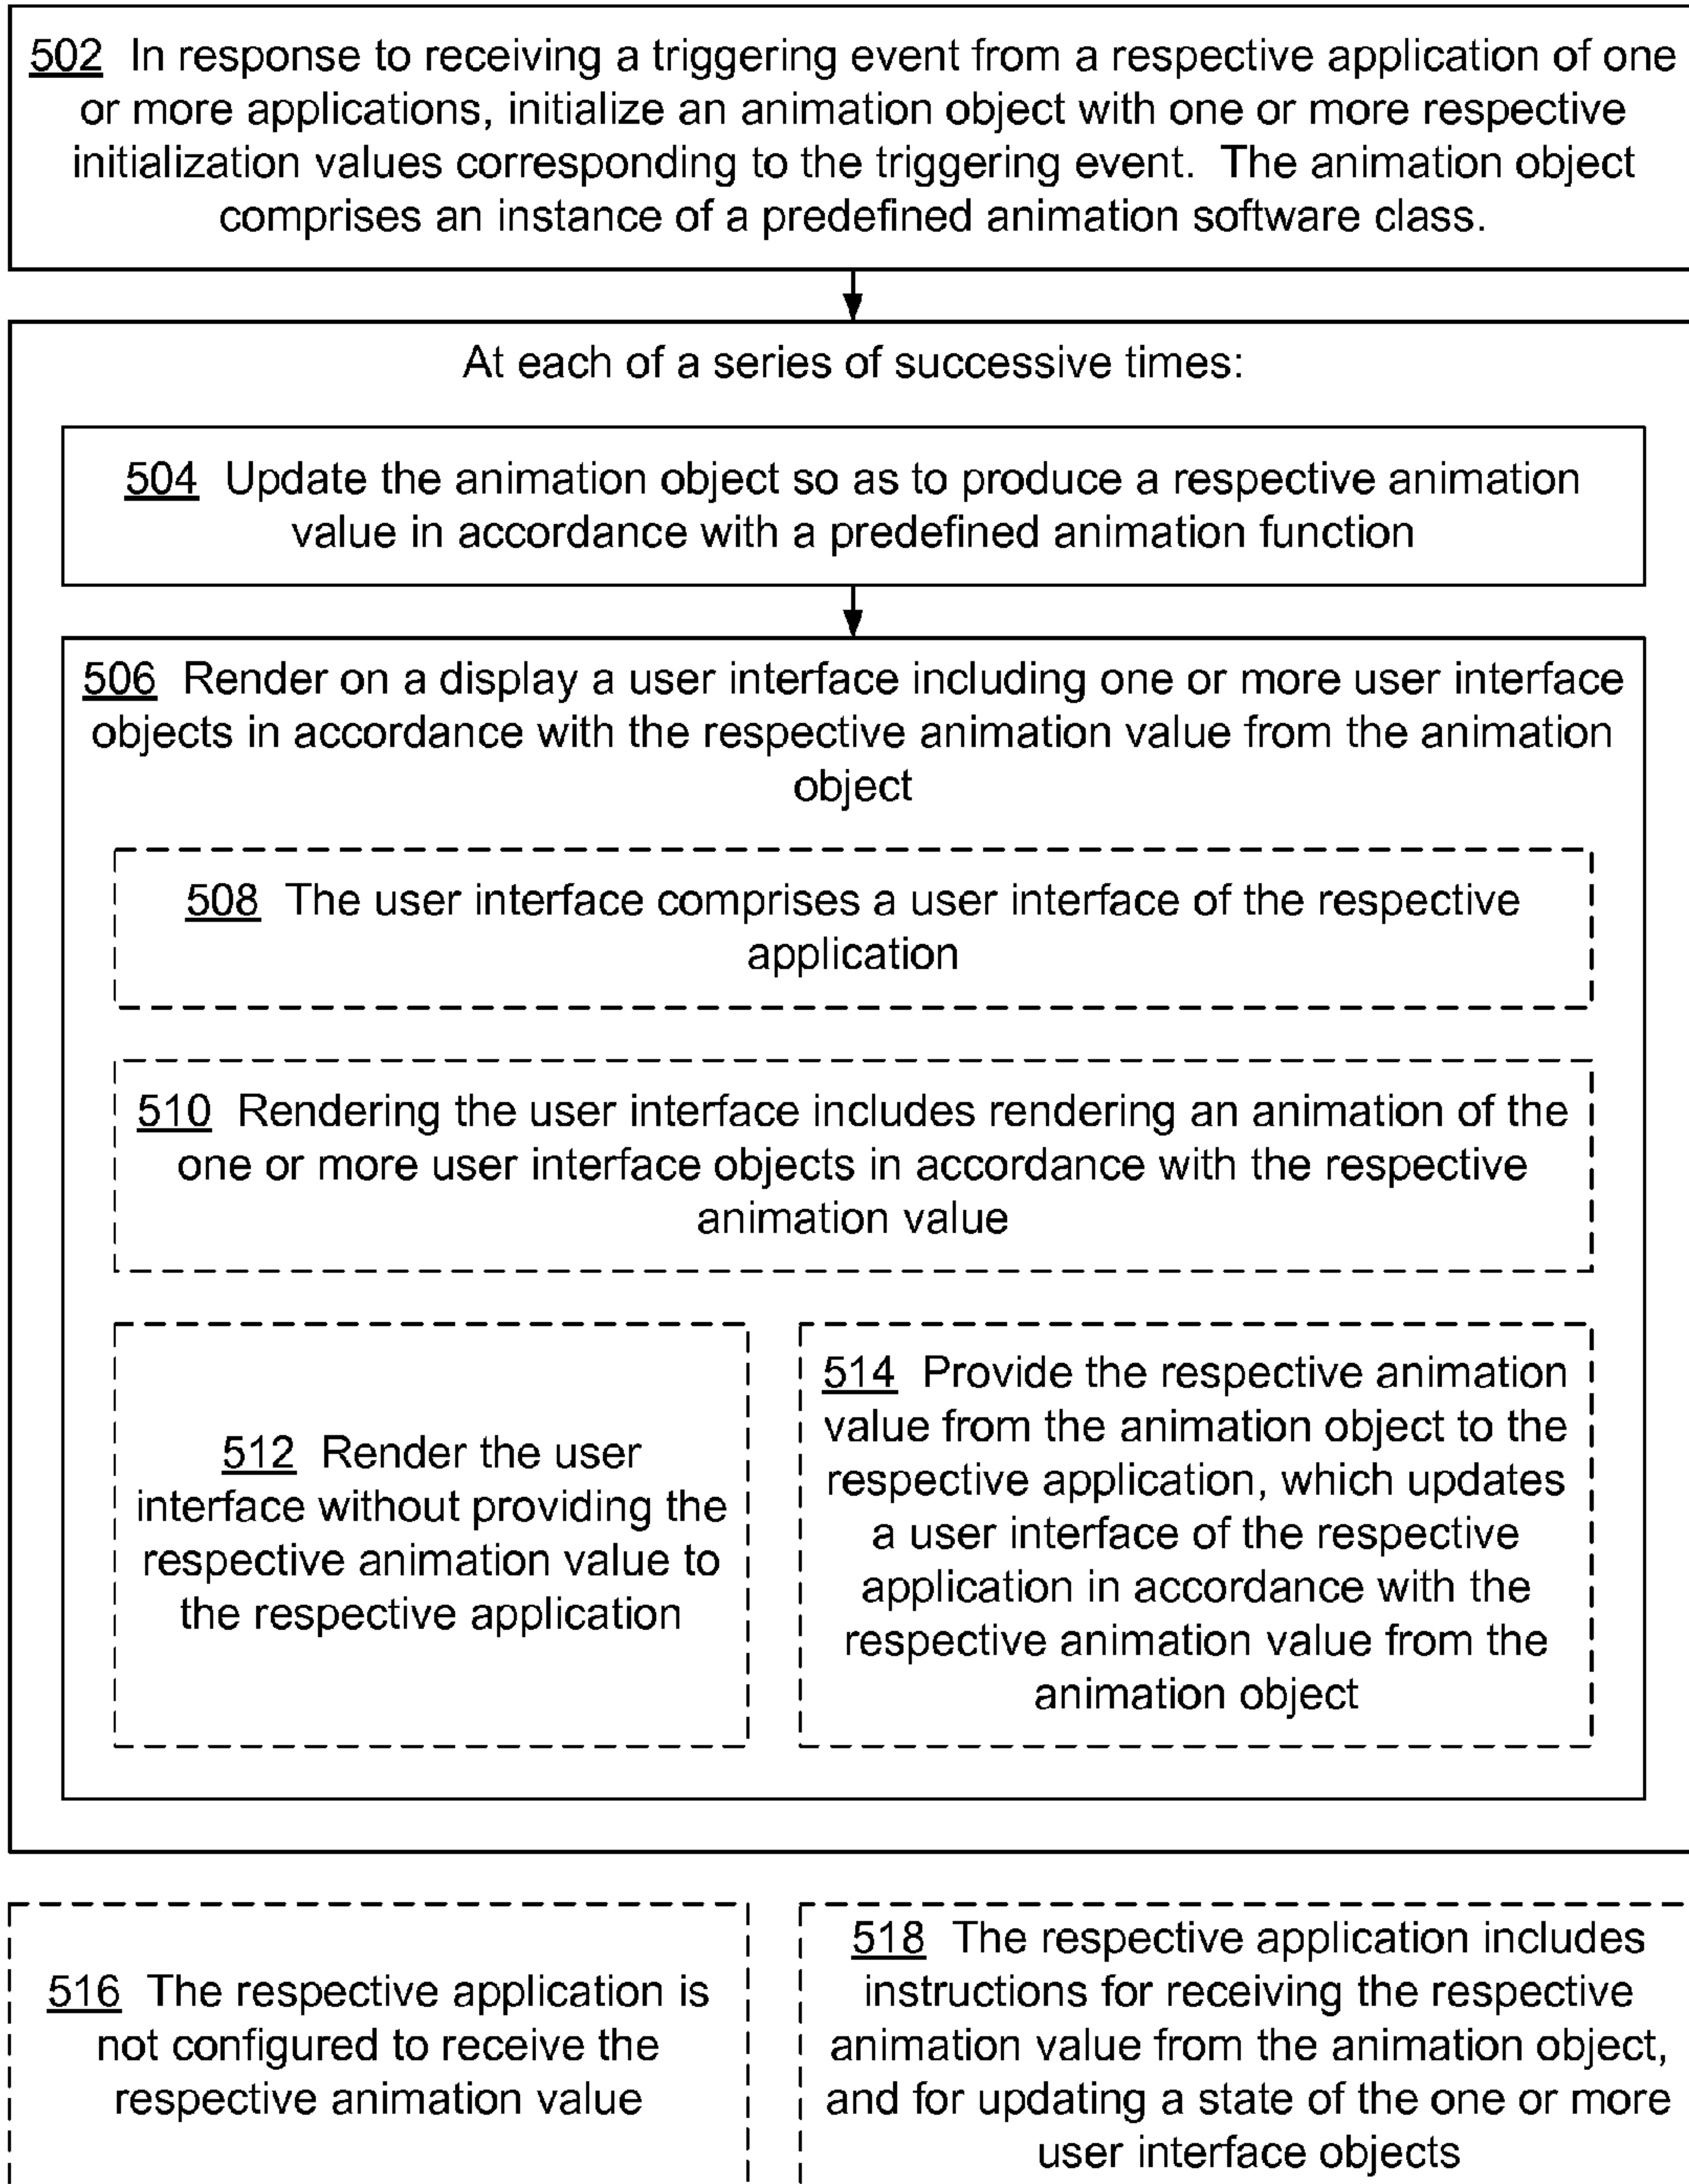 502 In response to receiving a triggering event from a respective application of one
or more applications, initialize an animation object with one or more respective
initialization values corresponding to the triggering event. The animation object
comprises an instance of a predefined animation software class.
At each of a series of successive times:
504 Update the animation object so as to produce a respective animation
value in accordance with a predefined animation function
506 Render on a display a user interface including one or more user interface
objects in accordance with the respective animation value from the animation
object
508 The user interface comprises a user interface of the respective
application
510 Rendering the user interface includes rendering an animation of the
one or more user interface objects in accordance with the respective
animation value
512 Render the user
interface without providing the
respective animation value to
the respective application
514 Provide the respective animation
value from the animation object to the
respective application, which updates
a user interface of the respective
application in accordance with the
respective animation value from the
animation object
516 The respective application is
not configured to receive the
respective animation value
518 The respective application includes
instructions for receiving the respective
animation value from the animation object,
and for updating a state of the one or more
user interface objects